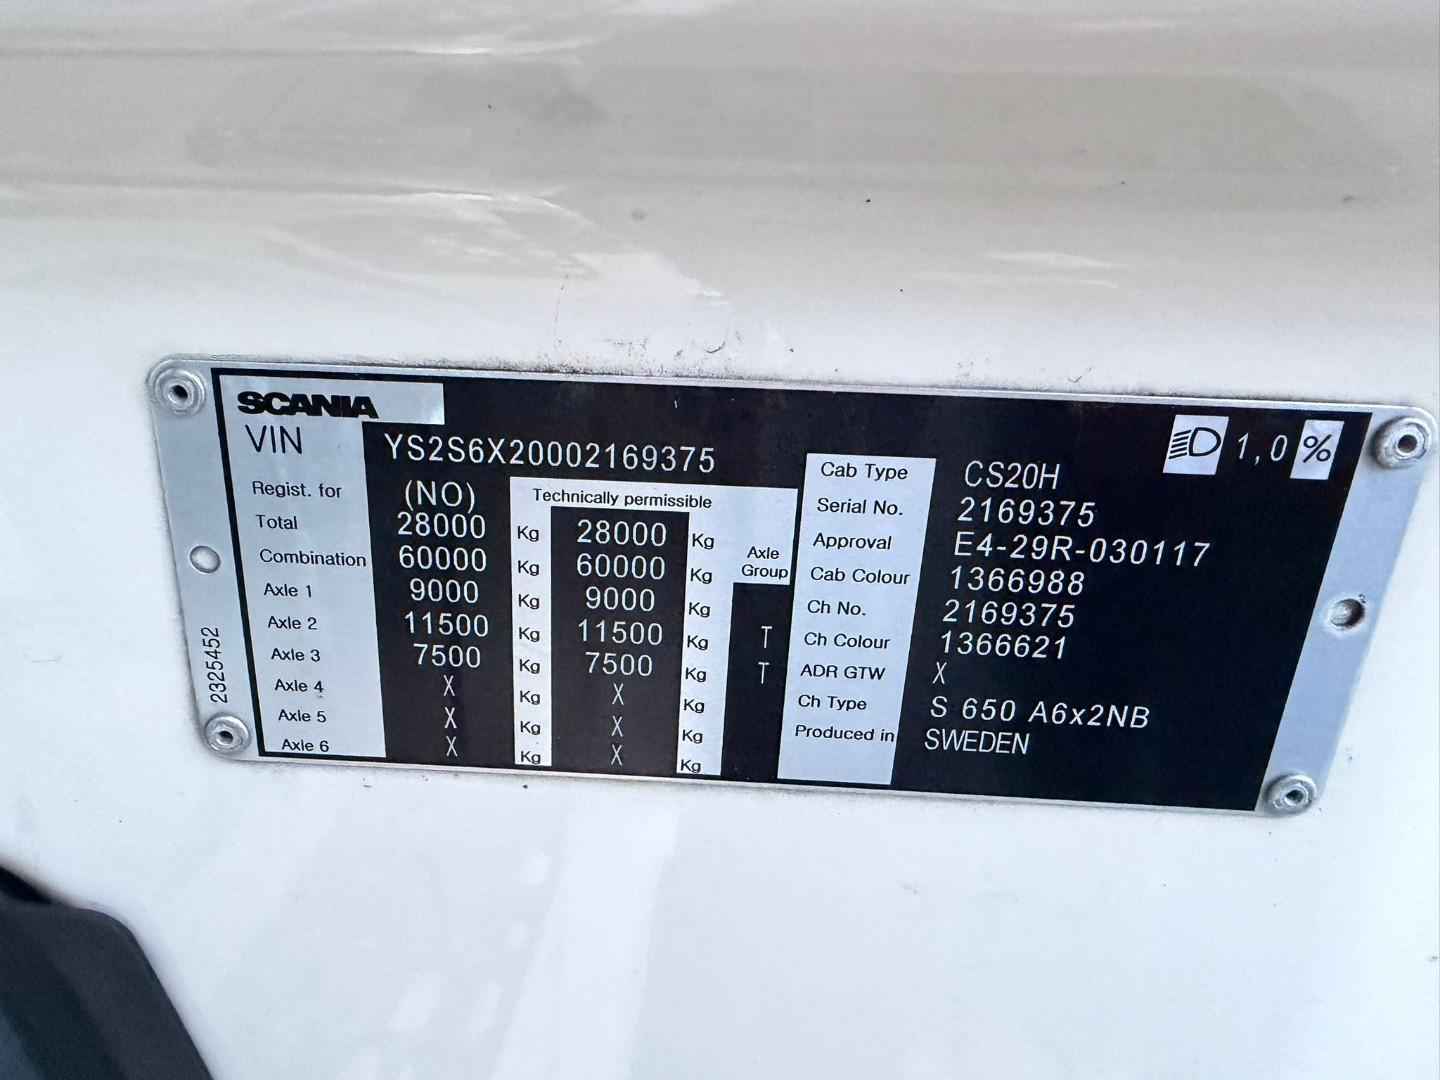 SCANIA
VIN YS2S6X20002169375
Regist. for (NO) Technically permissible
Total 28000 Kg 28000 Kg
Combination 60000 Kg 60000 Kg Axle Group
Axle 1 9000 Kg 9000 Kg
Axle 2 11500 Kg 11500 Kg T
Axle 3 7500 Kg 7500 Kg T
Axle 4 X Kg X Kg
Axle 5 X Kg X Kg
Axle 6 X Kg X Kg
2325452
1,0 %
Cab Type CS20H
Serial No. 2169375
Approval E4-29R-030117
Cab Colour 1366988
Ch No. 2169375
Ch Colour 1366621
ADR GTW X
Ch Type S 650 A6x2NB
Produced in SWEDEN